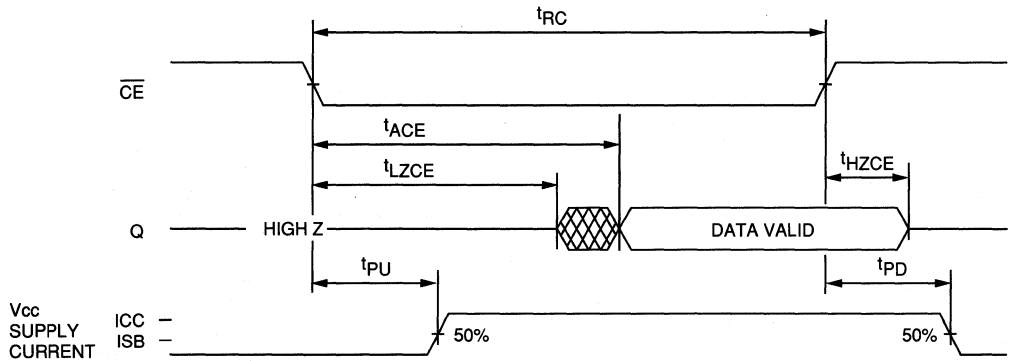 tRC
CE
tACE
tLZCE
tHZCE
Q
HIGH Z
DATA VALID
tPU
tPD
Vcc
SUPPLY
CURRENT
ICC
ISB
50%
50%